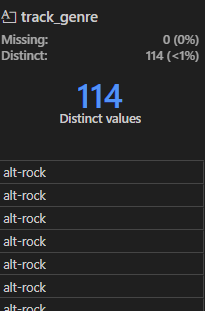 A track_genre
Missing: 0 (0%)
Distinct: 114 (<1%)
114
Distinct values
alt-rock
alt-rock
alt-rock
alt-rock
alt-rock
alt-rock
alt-rock